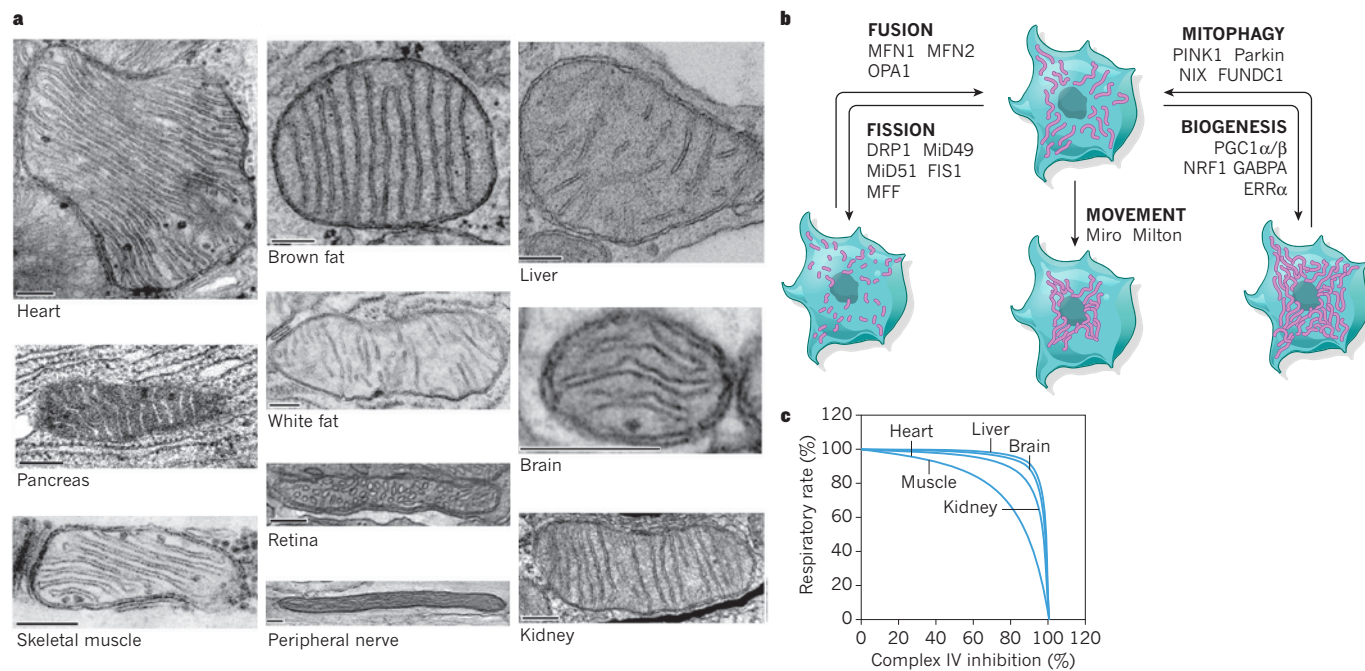 a
Heart
Brown fat
Liver
Pancreas
White fat
Brain
Skeletal muscle
Retina
Peripheral nerve
Kidney
b
FUSION
MFN1 MFN2
OPA1
FISSION
DRP1 MiD49
MiD51 FIS1
MFF
MITOPHAGY
PINK1 Parkin
NIX FUNDC1
BIOGENESIS
PGC1α/β
NRF1 GABPA
ERRα
MOVEMENT
Miro Milton
c
Respiratory rate (%)
120
100
80
60
40
20
0
Heart
Liver
Brain
Muscle
Kidney
0 20 40 60 80 100 120
Complex IV inhibition (%)